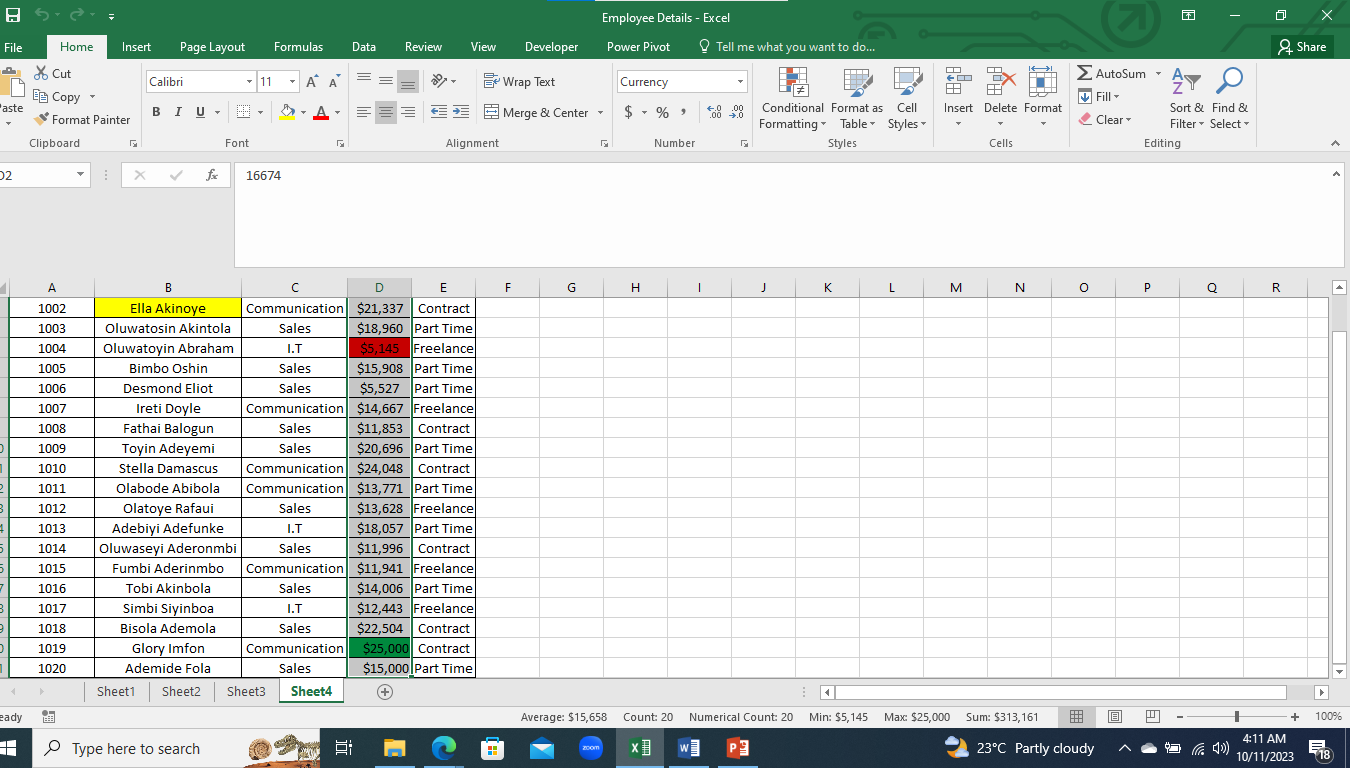 Employee Details - Excel
File Home Insert Page Layout Formulas Data Review View Developer Power Pivot Tell me what you want to do... Share
Cut
Copy
Format Painter
Clipboard
Calibri 11
B I U A
Font
Wrap Text
Merge & Center
Alignment
Currency
$ % ,
Number
Conditional Formatting
Format as Table
Cell Styles
Styles
Insert Delete Format
Cells
AutoSum
Fill
Clear
Sort & Filter
Find & Select
Editing
fx 16674
A B C D E F G H I J K L M N O P Q R
1002 Ella Akinoye Communication $21,337 Contract
1003 Oluwatosin Akintola Sales $18,960 Part Time
1004 Oluwatoyin Abraham I.T $5,145 Freelance
1005 Bimbo Oshin Sales $15,908 Part Time
1006 Desmond Eliot Sales $5,527 Part Time
1007 Ireti Doyle Communication $14,667 Freelance
1008 Fathai Balogun Sales $11,853 Contract
1009 Toyin Adeyemi Sales $20,696 Part Time
1010 Stella Damascus Communication $24,048 Contract
1011 Olabode Abibola Communication $13,771 Part Time
1012 Olatoye Rafaui Sales $13,628 Freelance
1013 Adebiyi Adefunke I.T $18,057 Part Time
1014 Oluwaseyi Aderonmbi Sales $11,996 Contract
1015 Fumbi Aderinmbo Communication $11,941 Freelance
1016 Tobi Akinbola Sales $14,006 Part Time
1017 Simbi Siyinboa I.T $12,443 Freelance
1018 Bisola Ademola Sales $22,504 Contract
1019 Glory Imfon Communication $25,000 Contract
1020 Ademide Fola Sales $15,000 Part Time
Sheet1 Sheet2 Sheet3 Sheet4
Average: $15,658 Count: 20 Numerical Count: 20 Min: $5,145 Max: $25,000 Sum: $313,161 100%
Type here to search
zoom
23°C Partly cloudy
4:11 AM
10/11/2023
18